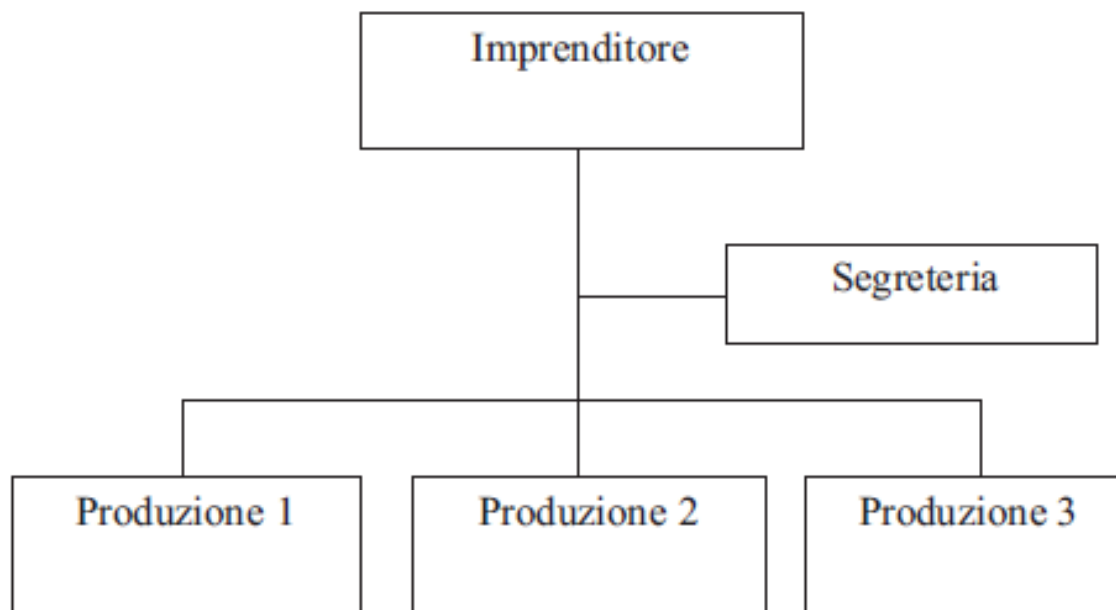 Imprenditore
Segreteria
Produzione 1
Produzione 2
Produzione 3